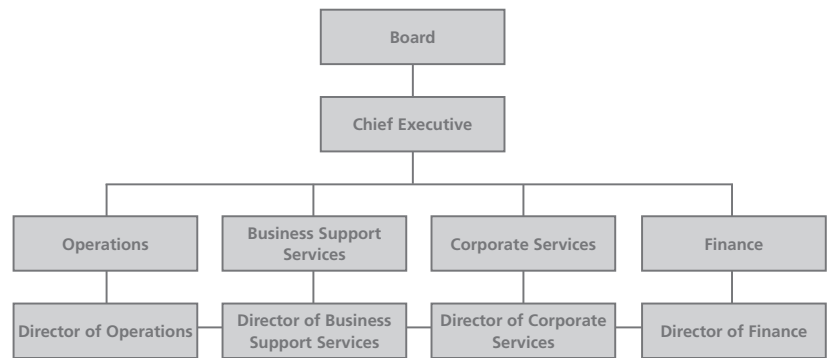 Board
Chief Executive
Operations
Business Support
Services
Corporate Services
Finance
Director of Operations
Director of Business
Support Services
Director of Corporate
Services
Director of Finance